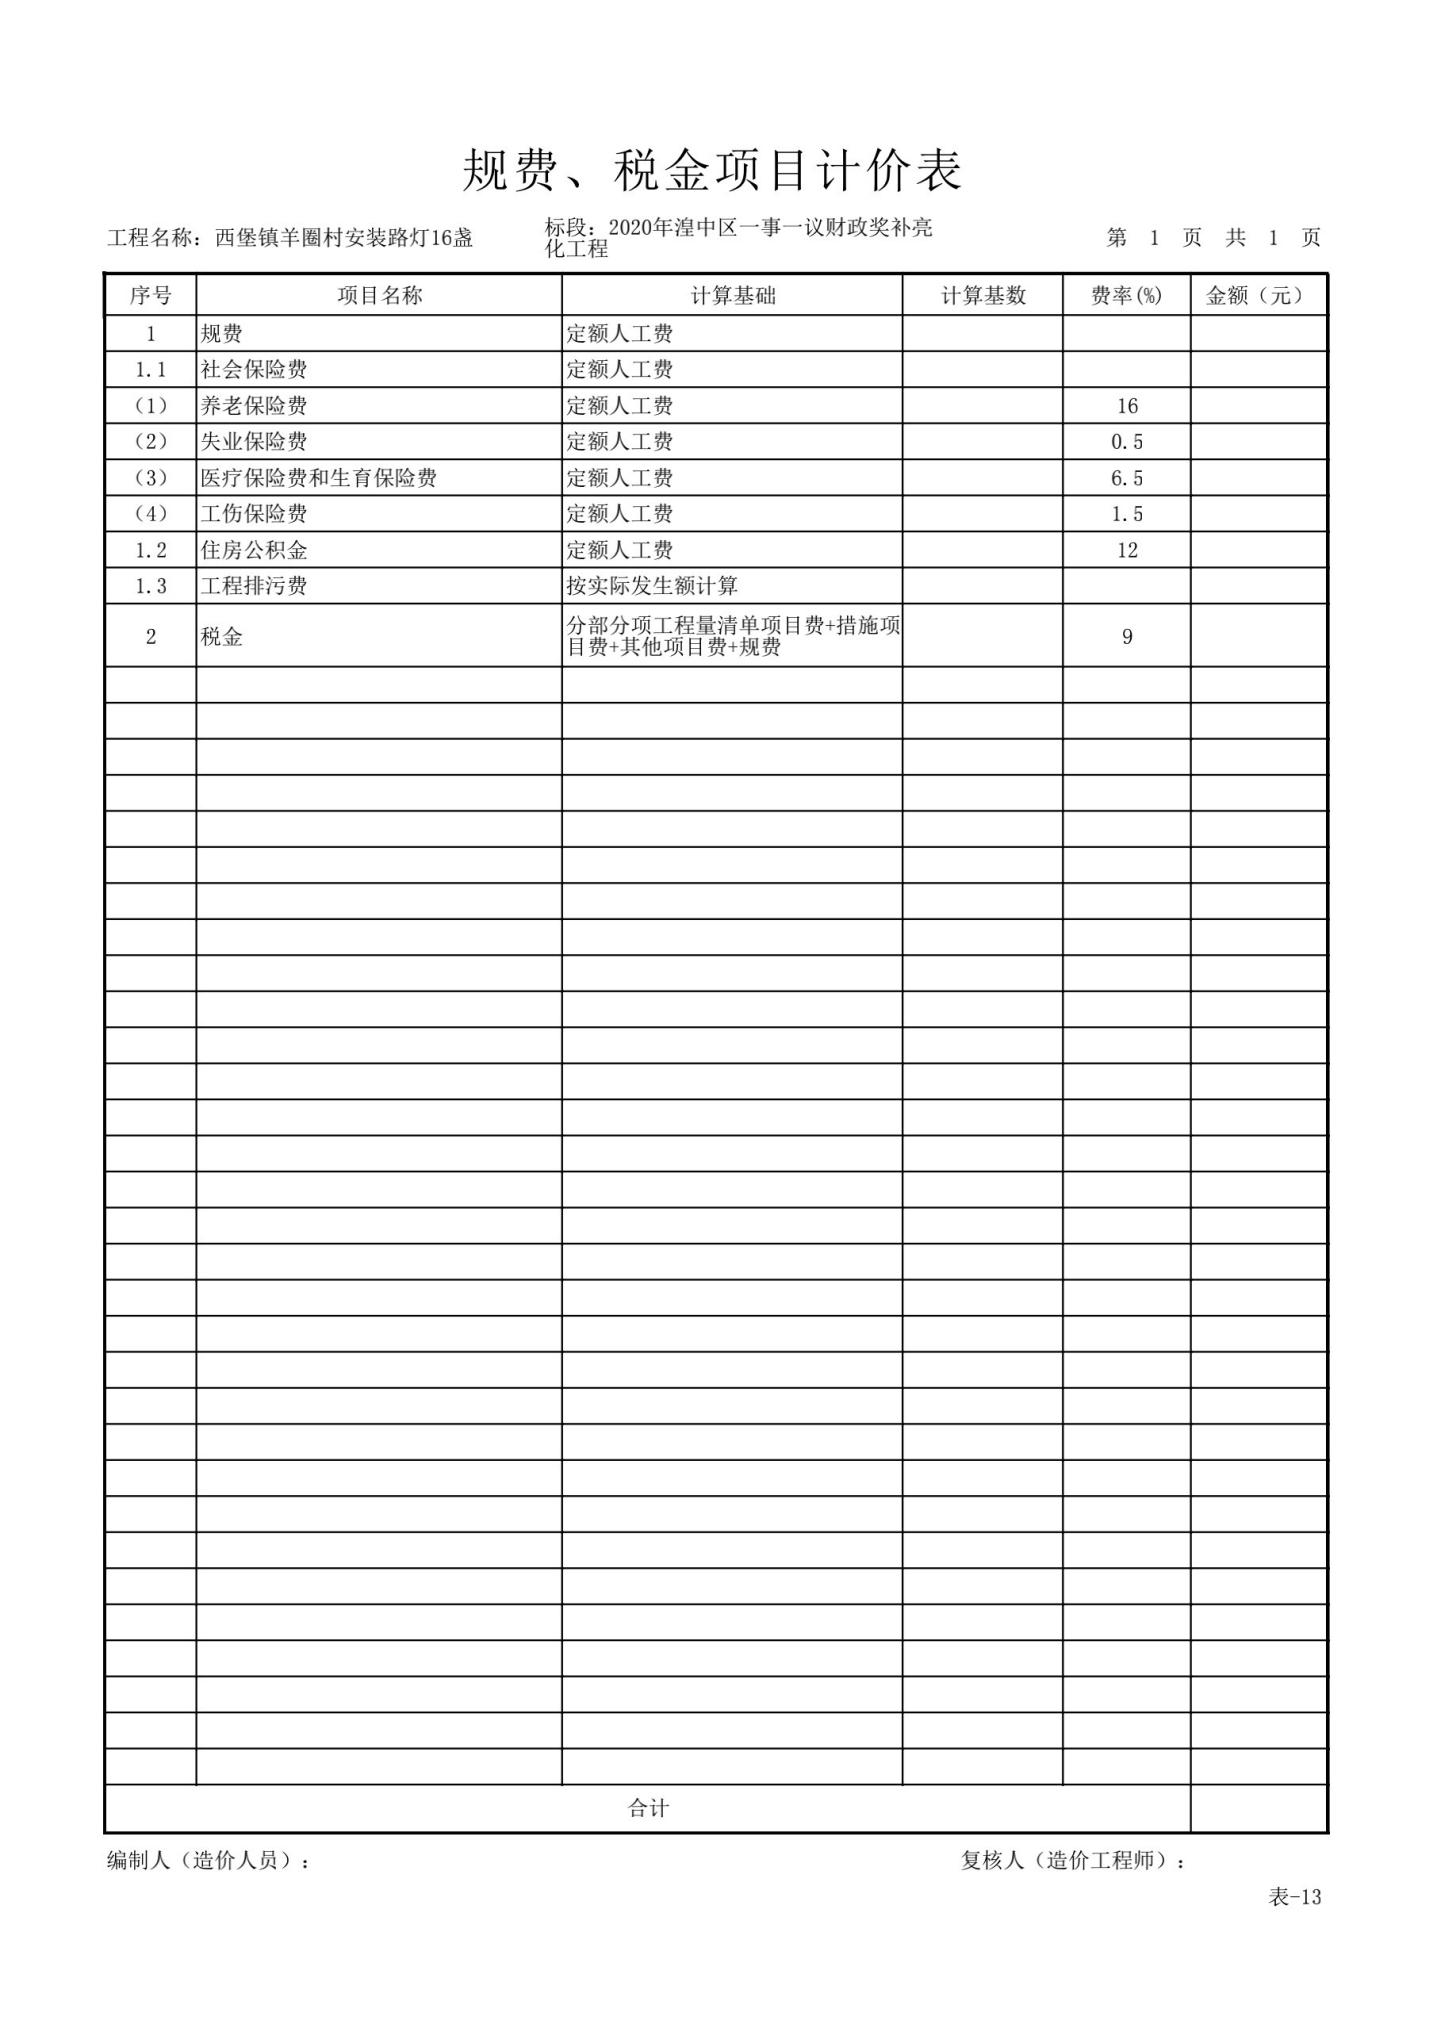 规费、税金项目计价表
工程名称：西堡镇羊圈村安装路灯16盏
标段：2020年湟中区一事一议财政奖补亮
化工程
第 1 页 共 1 页
序号 项目名称 计算基础 计算基数 费率(%) 金额（元）
1 规费 定额人工费
1.1 社会保险费 定额人工费
（1） 养老保险费 定额人工费 16
（2） 失业保险费 定额人工费 0.5
（3） 医疗保险费和生育保险费 定额人工费 6.5
（4） 工伤保险费 定额人工费 1.5
1.2 住房公积金 定额人工费 12
1.3 工程排污费 按实际发生额计算
2 税金 分部分项工程量清单项目费+措施项
目费+其他项目费+规费 9
合计
编制人（造价人员）： 复核人（造价工程师）：
表-13